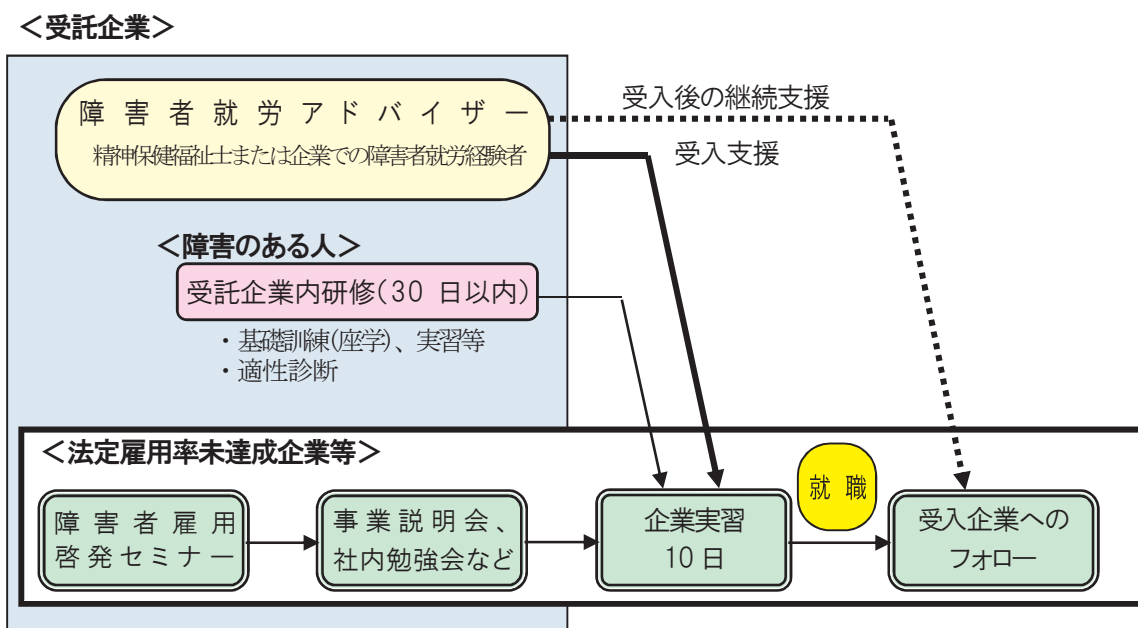 ＜受託企業＞
障害者就労アドバイザー
精神保健福祉士または企業での障害者就労経験者
受入後の継続支援
受入支援
＜障害のある人＞
受託企業内研修(30 日以内)
・基礎訓練(座学)、実習等
・適性診断
＜法定雇用率未達成企業等＞
障害者雇用
啓発セミナー
事業説明会、
社内勉強会など
企業実習
10日
就職
受入企業への
フォロー